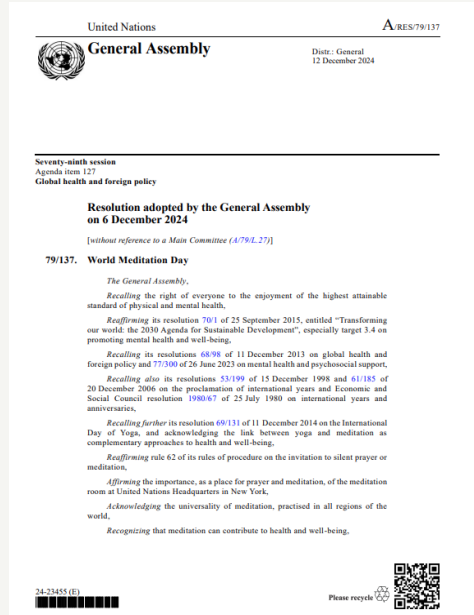 United Nations
A/RES/79/137
General Assembly
Distr.: General
12 December 2024
Seventy-ninth session
Agenda item 127
Global health and foreign policy
Resolution adopted by the General Assembly
on 6 December 2024
[without reference to a Main Committee (A/79/L.27)]
79/137. World Meditation Day
The General Assembly,
Recalling the right of everyone to the enjoyment of the highest attainable
standard of physical and mental health,
Reaffirming its resolution 70/1 of 25 September 2015, entitled “Transforming
our world: the 2030 Agenda for Sustainable Development”, especially target 3.4 on
promoting mental health and well-being,
Recalling its resolutions 68/98 of 11 December 2013 on global health and
foreign policy and 77/300 of 26 June 2023 on mental health and psychosocial support,
Recalling also its resolutions 53/199 of 15 December 1998 and 61/185 of
20 December 2006 on the proclamation of international years and Economic and
Social Council resolution 1980/67 of 25 July 1980 on international years and
anniversaries,
Recalling further its resolution 69/131 of 11 December 2014 on the International
Day of Yoga, and acknowledging the link between yoga and meditation as
complementary approaches to health and well-being,
Reaffirming rule 62 of its rules of procedure on the invitation to silent prayer or
meditation,
Affirming the importance, as a place for prayer and meditation, of the meditation
room at United Nations Headquarters in New York,
Acknowledging the universality of meditation, practised in all regions of the
world,
Recognizing that meditation can contribute to health and well-being,
24-23455 (E)
Please recycle